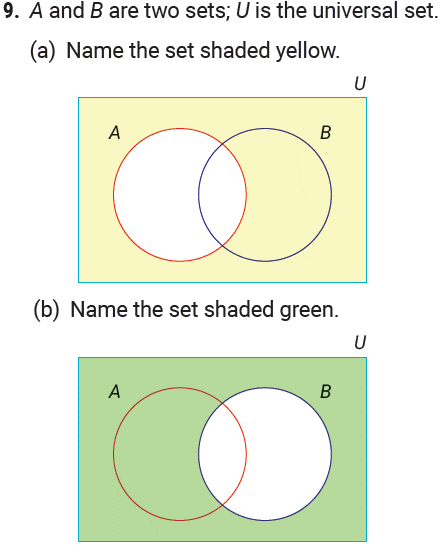 9. A and B are two sets; U is the universal set.
(a) Name the set shaded yellow.
U
A B
(b) Name the set shaded green.
U
A B